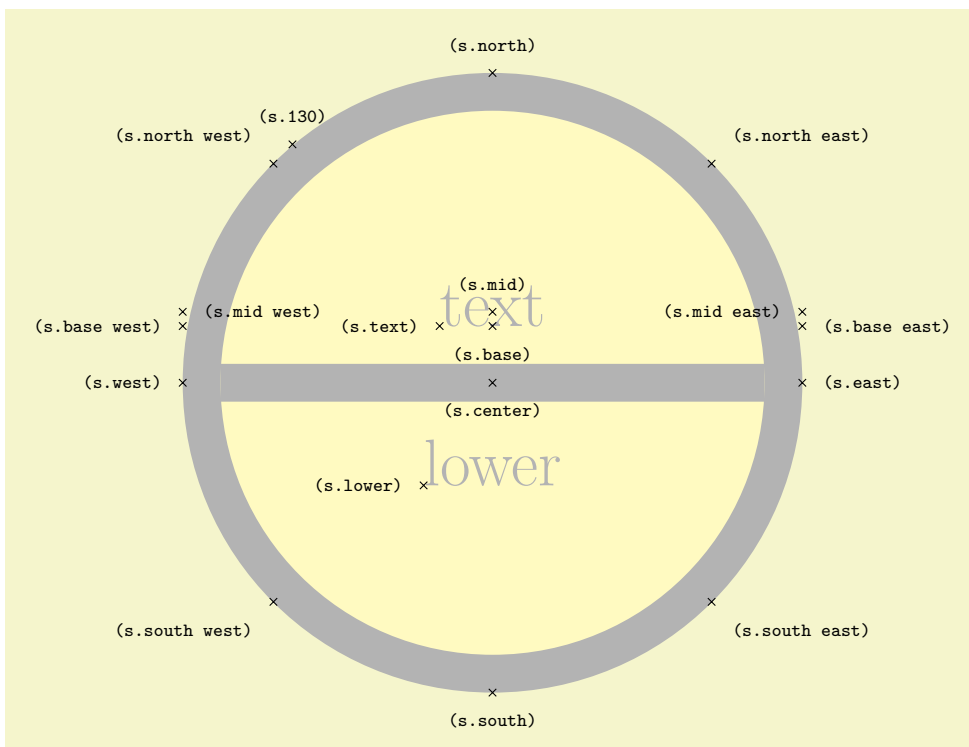 (s.north)
(s.130)
(s.north west)
(s.north east)
(s.mid)
text
(s.mid west)
(s.mid east)
(s.base west)
(s.text)
(s.base east)
(s.base)
(s.west)
(s.east)
(s.center)
lower
(s.lower)
(s.south west)
(s.south east)
(s.south)